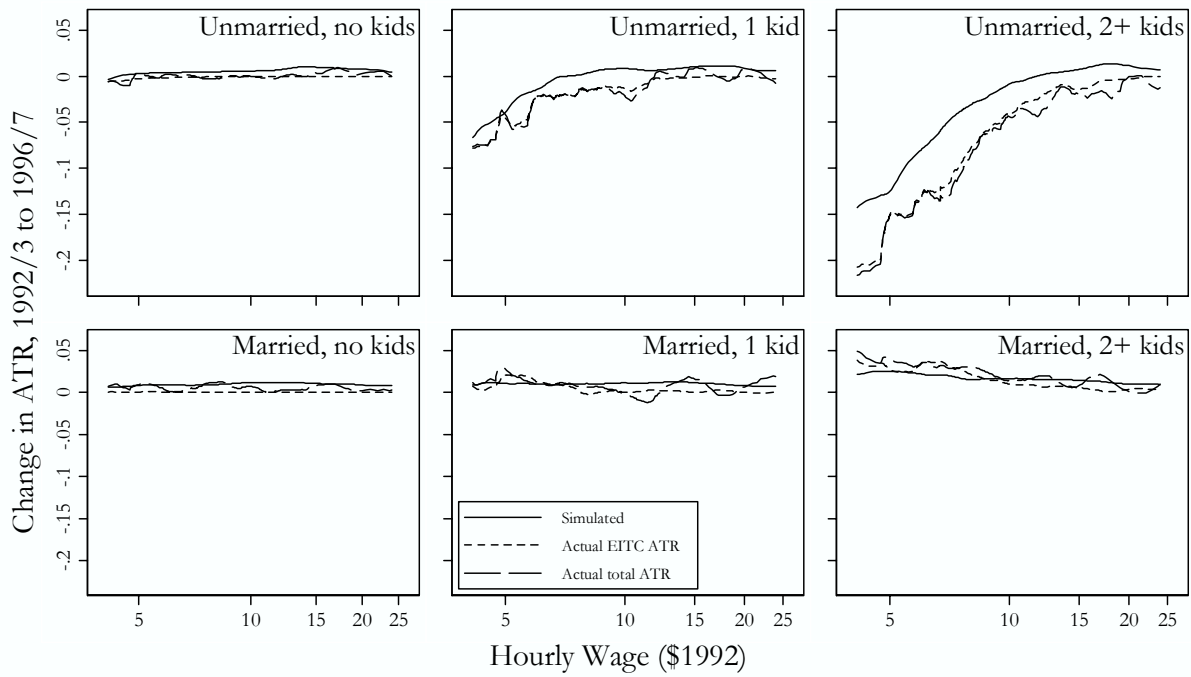 Unmarried, no kids
Unmarried, 1 kid
Unmarried, 2+ kids
.05
0
-.05
-.1
-.15
-.2
Change in ATR, 1992/3 to 1996/7
Married, no kids
Married, 1 kid
Married, 2+ kids
.05
0
-.05
-.1
-.15
-.2
Simulated
Actual EITC ATR
Actual total ATR
5 10 15 20 25
5 10 15 20 25
5 10 15 20 25
Hourly Wage ($1992)